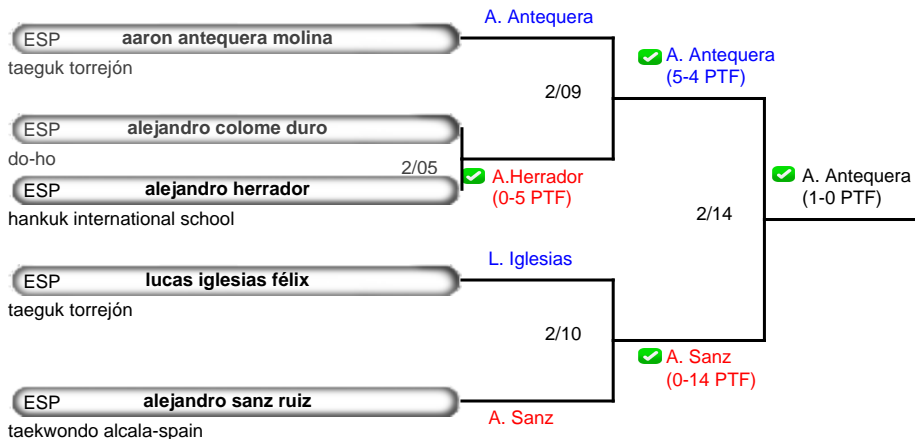 A. Antequera
ESP aaron antequera molina
taeguk torrejón
A. Antequera
(5-4 PTF)
2/09
ESP alejandro colome duro
do-ho
2/05
A.Herrador
(0-5 PTF)
A. Antequera
(1-0 PTF)
ESP alejandro herrador
hankuk international school
2/14
L. Iglesias
ESP lucas iglesias félix
taeguk torrejón
2/10
A. Sanz
(0-14 PTF)
ESP alejandro sanz ruiz
A. Sanz
taekwondo alcala-spain